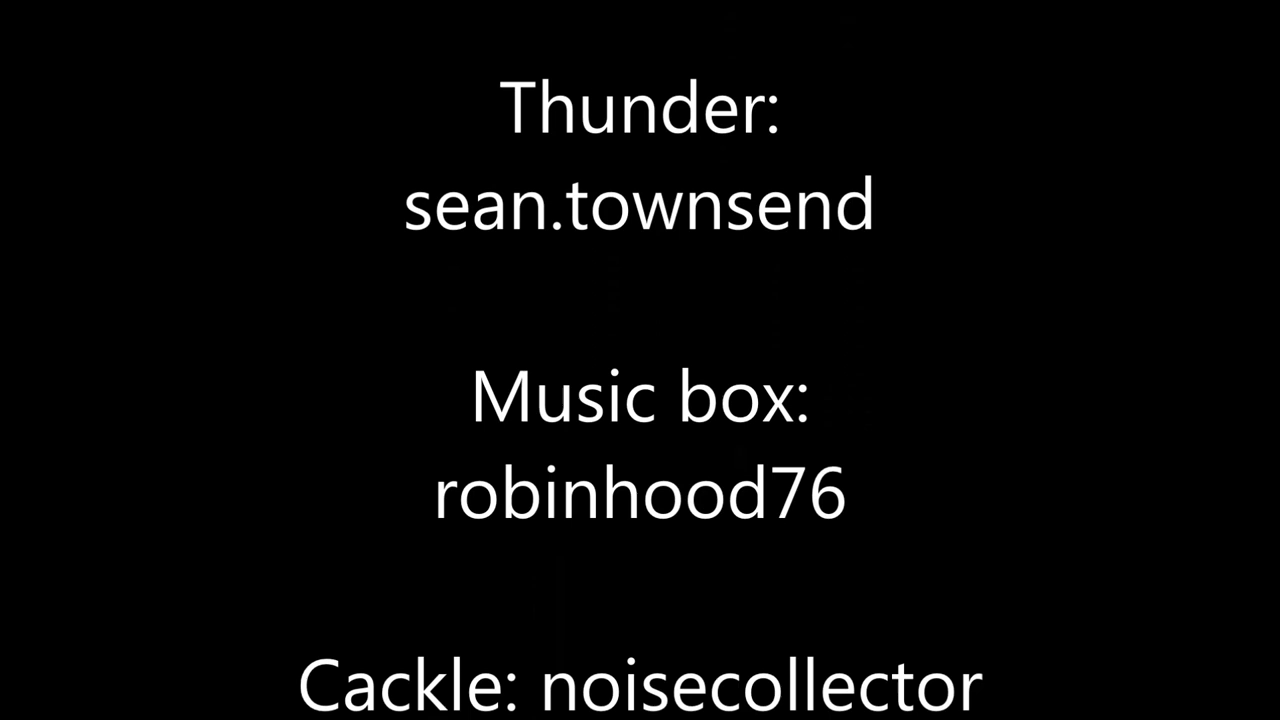 Thunder:
sean.townsend
Music box:
robinhood76
Cackle: noisecollector